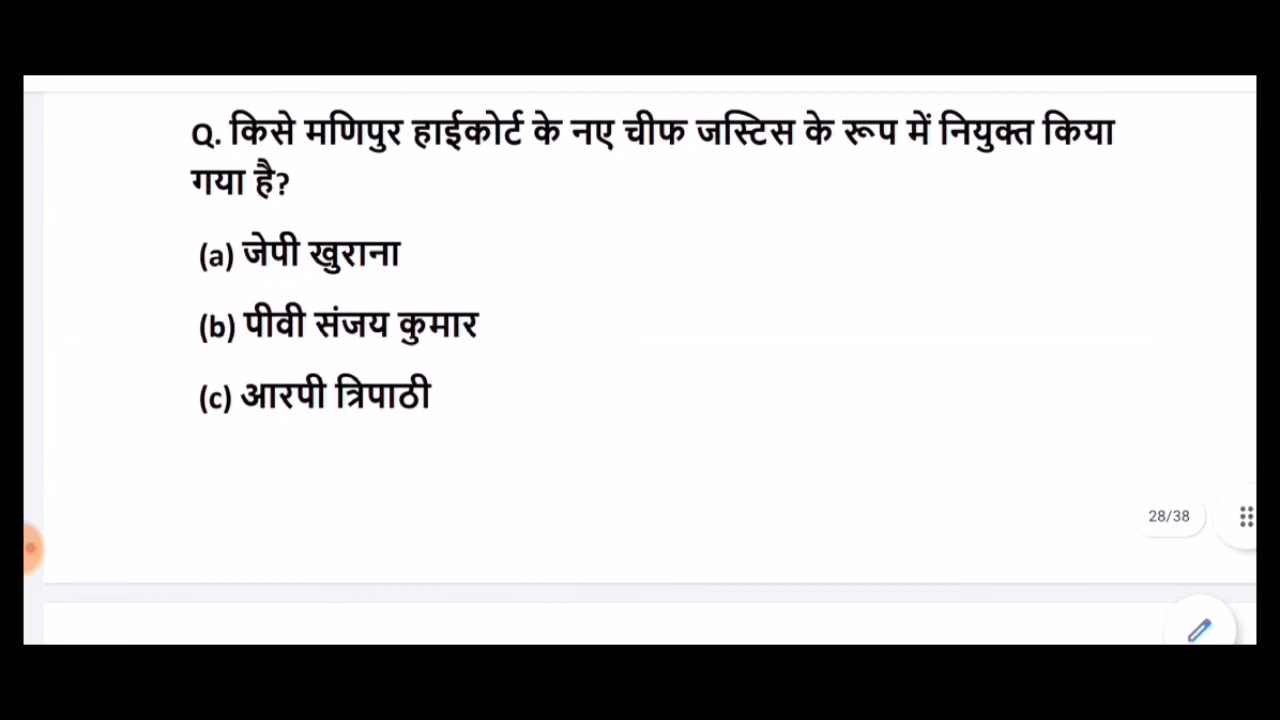 Q. किसे मणिपुर हाईकोर्ट के नए चीफ जस्टिस के रूप में नियुक्त किया
गया है?
(a) जेपी खुराना
(b) पीवी संजय कुमार
(c) आरपी त्रिपाठी
28/38